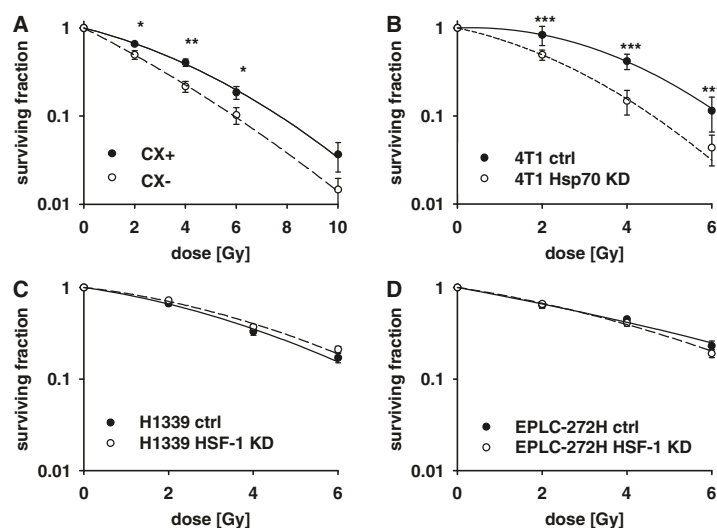 A
surviving fraction
1
0.1
0.01
*
**
*
CX+
CX-
0 2 4 6 8 10
dose [Gy]
B
surviving fraction
1
0.1
0.01
***
***
***
4T1 ctrl
4T1 Hsp70 KD
0 2 4 6
dose [Gy]
C
surviving fraction
1
0.1
0.01
H1339 ctrl
H1339 HSF-1 KD
0 2 4 6
dose [Gy]
D
surviving fraction
1
0.1
0.01
EPLC-272H ctrl
EPLC-272H HSF-1 KD
0 2 4 6
dose [Gy]